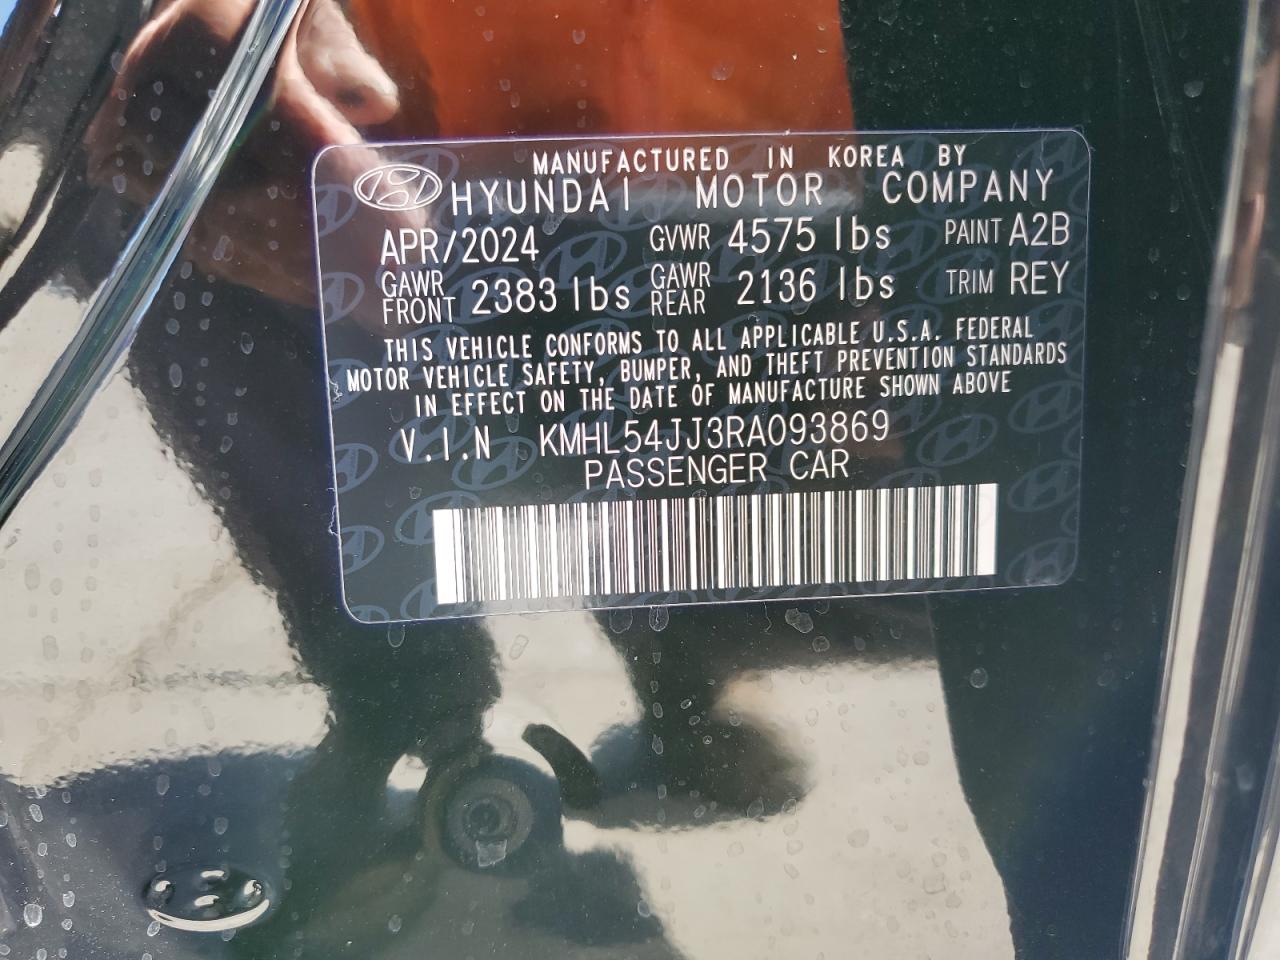 MANUFACTURED IN KOREA BY
HYUNDAI MOTOR COMPANY
APR/2024 GVWR 4575 lbs PAINT A2B
GAWR FRONT 2383 lbs GAWR REAR 2136 lbs TRIM REY
THIS VEHICLE CONFORMS TO ALL APPLICABLE U.S.A. FEDERAL
MOTOR VEHICLE SAFETY, BUMPER, AND THEFT PREVENTION STANDARDS
IN EFFECT ON THE DATE OF MANUFACTURE SHOWN ABOVE
V.I.N KMHL54JJ3RA093869
PASSENGER CAR